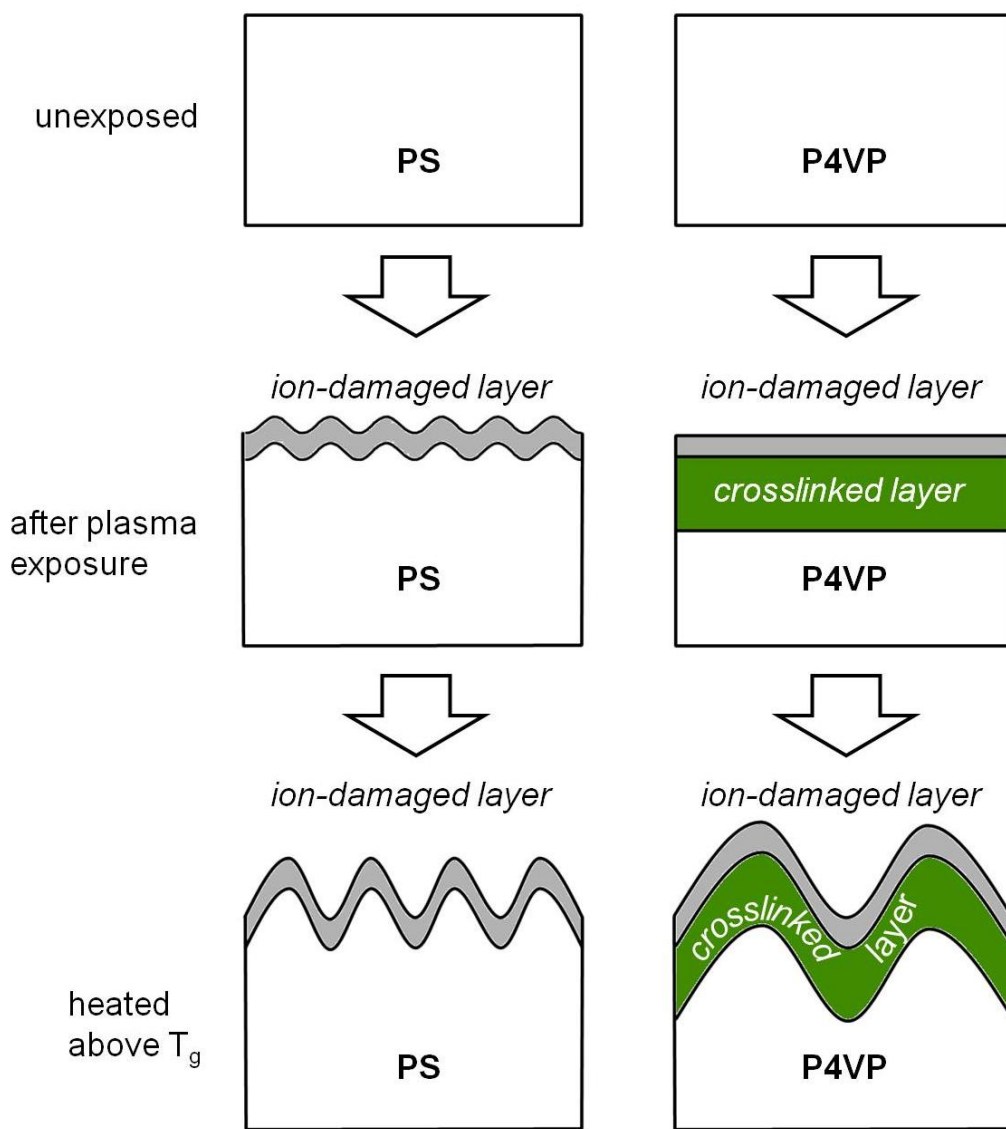 unexposed
PS
P4VP
ion-damaged layer
ion-damaged layer
after plasma
exposure
crosslinked layer
PS
P4VP
ion-damaged layer
ion-damaged layer
crosslinked layer
heated
above Tg
PS
P4VP